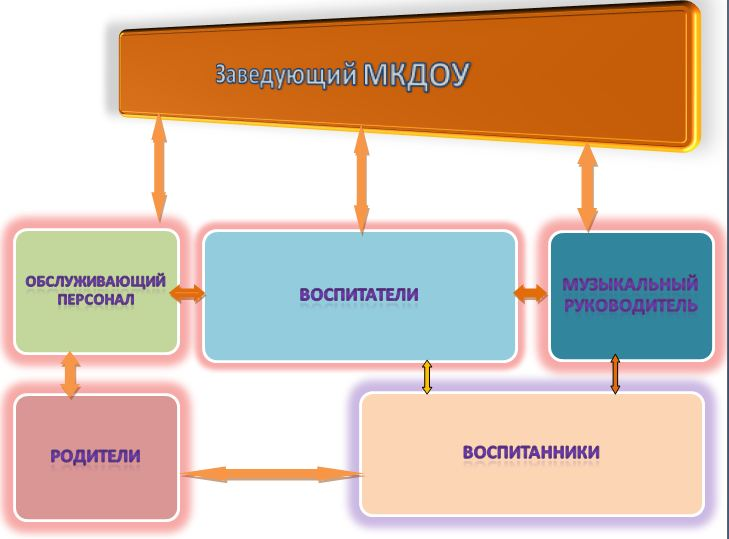 Заведующий МКДОУ
ОБСЛУЖИВАЮЩИЙ
ПЕРСОНАЛ
ВОСПИТАТЕЛИ
МУЗЫКАЛЬНЫЙ
РУКОВОДИТЕЛЬ
РОДИТЕЛИ
ВОСПИТАННИКИ